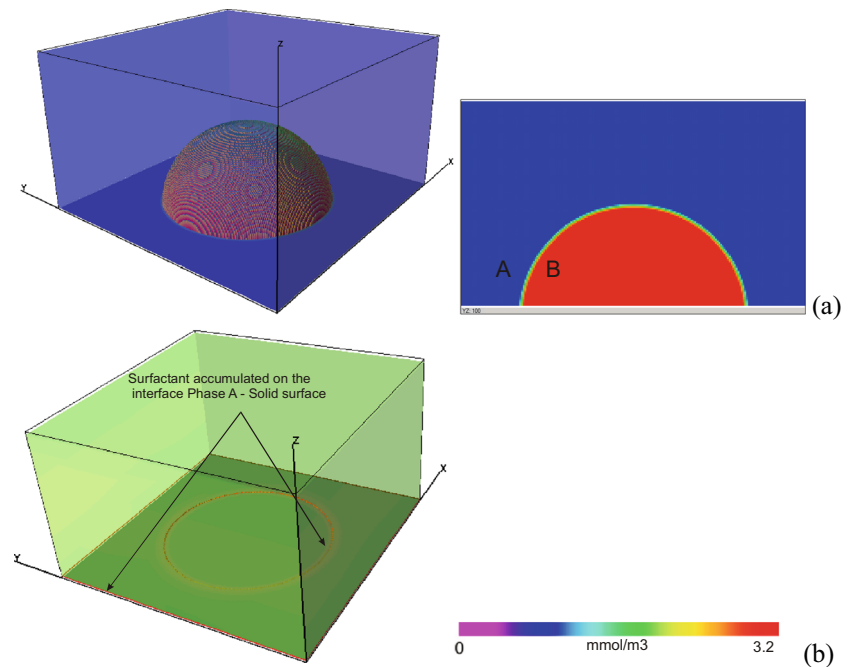 Z
X
Y
A B
YZ: 100
(a)
Surfactant accumulated on the
interface Phase A - Solid surface
Z
X
Y
0 mmol/m3 3.2
(b)